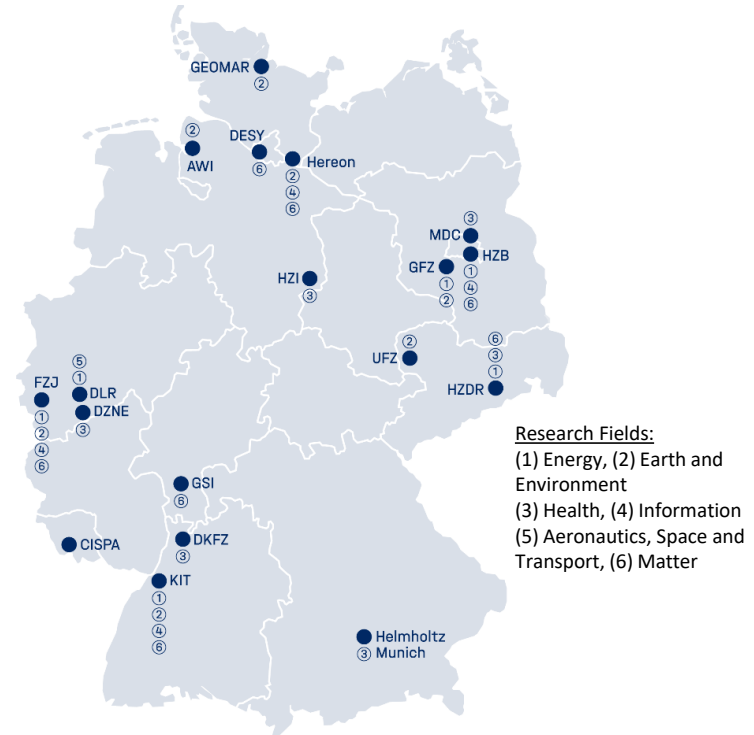 GEOMAR
②
②
AWI
DESY
⑥
Hereon
②
④
⑥
③
MDC
HZB
①
④
⑥
GFZ
①
②
HZI
③
②
UFZ
⑥
③
①
HZDR
FZJ
①
②
④
⑥
⑤
①
DLR
DZNE
③
GSI
⑥
CISPA
DKFZ
③
KIT
①
②
④
⑥
Helmholtz
③ Munich
Research Fields:
(1) Energy, (2) Earth and
Environment
(3) Health, (4) Information
(5) Aeronautics, Space and
Transport, (6) Matter